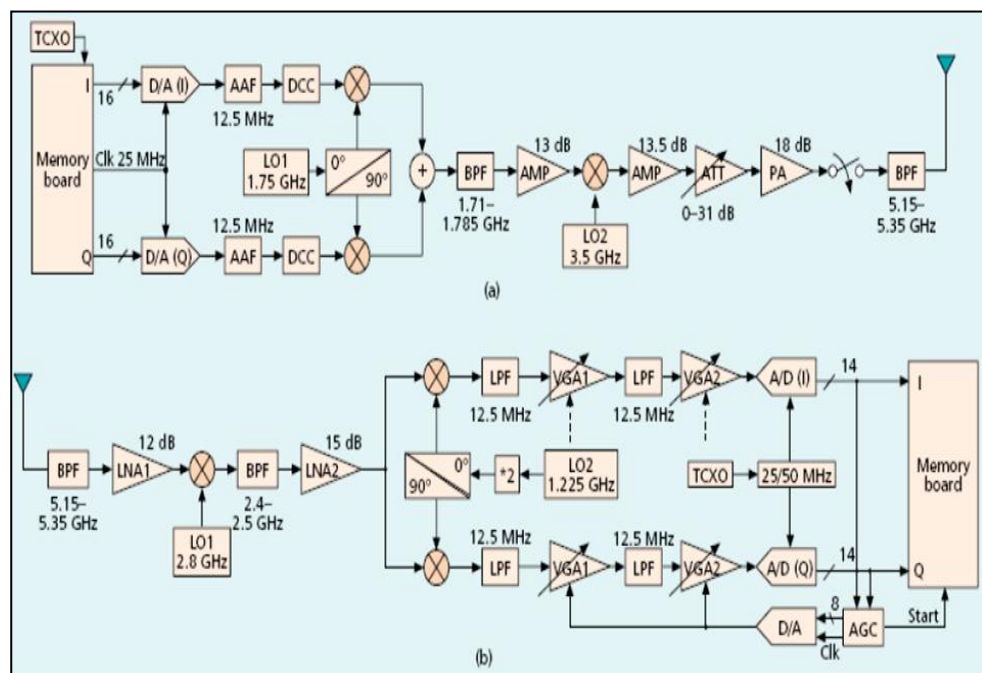 TCXO
Memory board
I
16
D/A (I)
AAF
12.5 MHz
DCC
Clk 25 MHz
LO1
1.75 GHz
0°
90°
+
BPF
1.71–
1.785 GHz
13 dB
AMP
LO2
3.5 GHz
13.5 dB
AMP
ATT
0–31 dB
18 dB
PA
BPF
5.15–
5.35 GHz
Q
16
D/A (Q)
12.5 MHz
AAF
DCC
(a)
BPF
5.15–
5.35 GHz
12 dB
LNA1
LO1
2.8 GHz
BPF
2.4–
2.5 GHz
15 dB
LNA2
LPF
12.5 MHz
VGA1
LPF
12.5 MHz
VGA2
A/D (I)
14
I
Memory
board
0°
90°
*2
LO2
1.225 GHz
TCXO
25/50 MHz
12.5 MHz
LPF
VGA1
12.5 MHz
LPF
VGA2
A/D (Q)
14
Q
D/A
8
Clk
AGC
Start
(b)